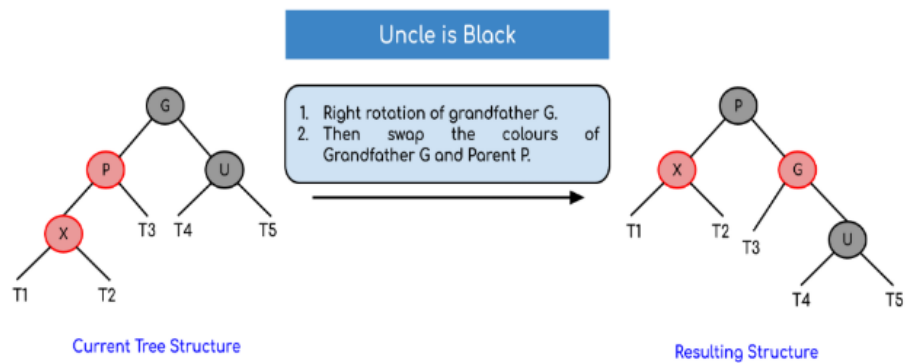 Uncle is Black
G
P
U
X
T3
T4
T5
T1
T2
Current Tree Structure
1. Right rotation of grandfather G.
2. Then swap the colours of
Grandfather G and Parent P.
P
X
G
T1
T2
T3
U
T4
T5
Resulting Structure